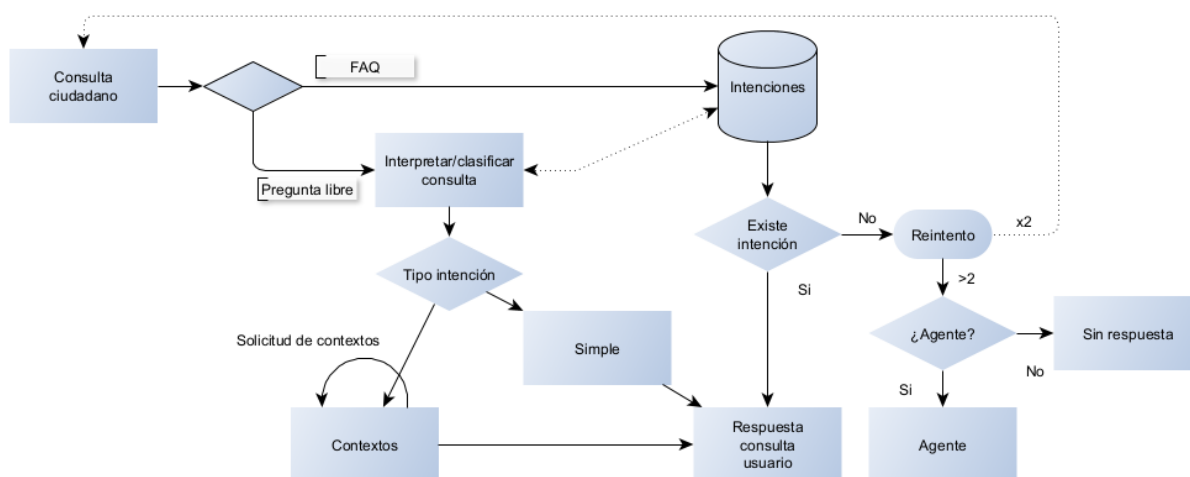 Consulta
ciudadano
FAQ
Intenciones
Interpretar/clasificar
consulta
Pregunta libre
Existe
intención
No
Reintento
x2
Tipo intención
Si
>2
Solicitud de contextos
Simple
¿Agente?
Sin respuesta
No
Si
Contextos
Respuesta
consulta
usuario
Agente